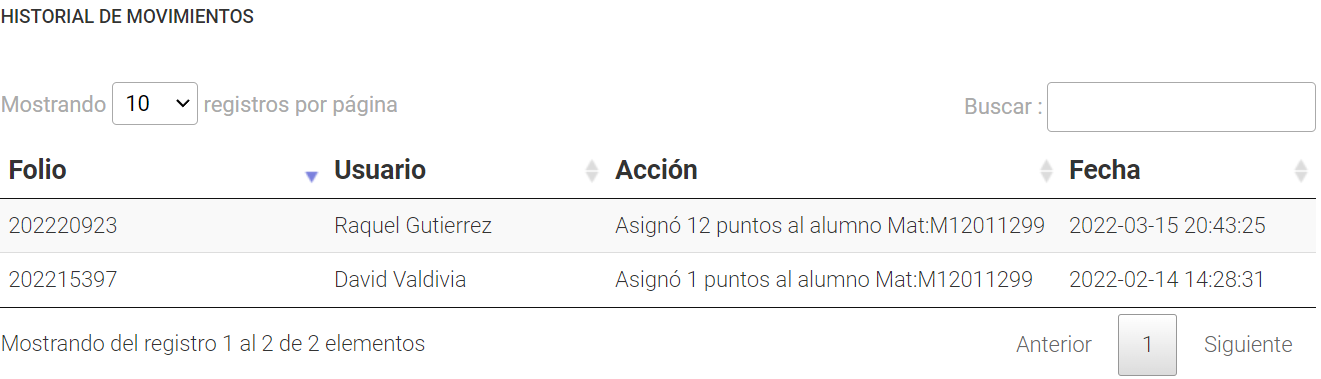 HISTORIAL DE MOVIMIENTOS
Mostrando 10 registros por página Buscar :
Folio Usuario Acción Fecha
202220923 Raquel Gutierrez Asignó 12 puntos al alumno Mat:M12011299 2022-03-15 20:43:25
202215397 David Valdivia Asignó 1 puntos al alumno Mat:M12011299 2022-02-14 14:28:31
Mostrando del registro 1 al 2 de 2 elementos Anterior 1 Siguiente